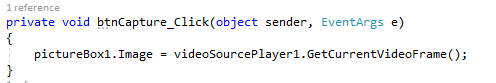 1 reference
private void btnCapture_Click(object sender, EventArgs e)
{
pictureBox1.Image = videoSourcePlayer1.GetCurrentVideoFrame();
}